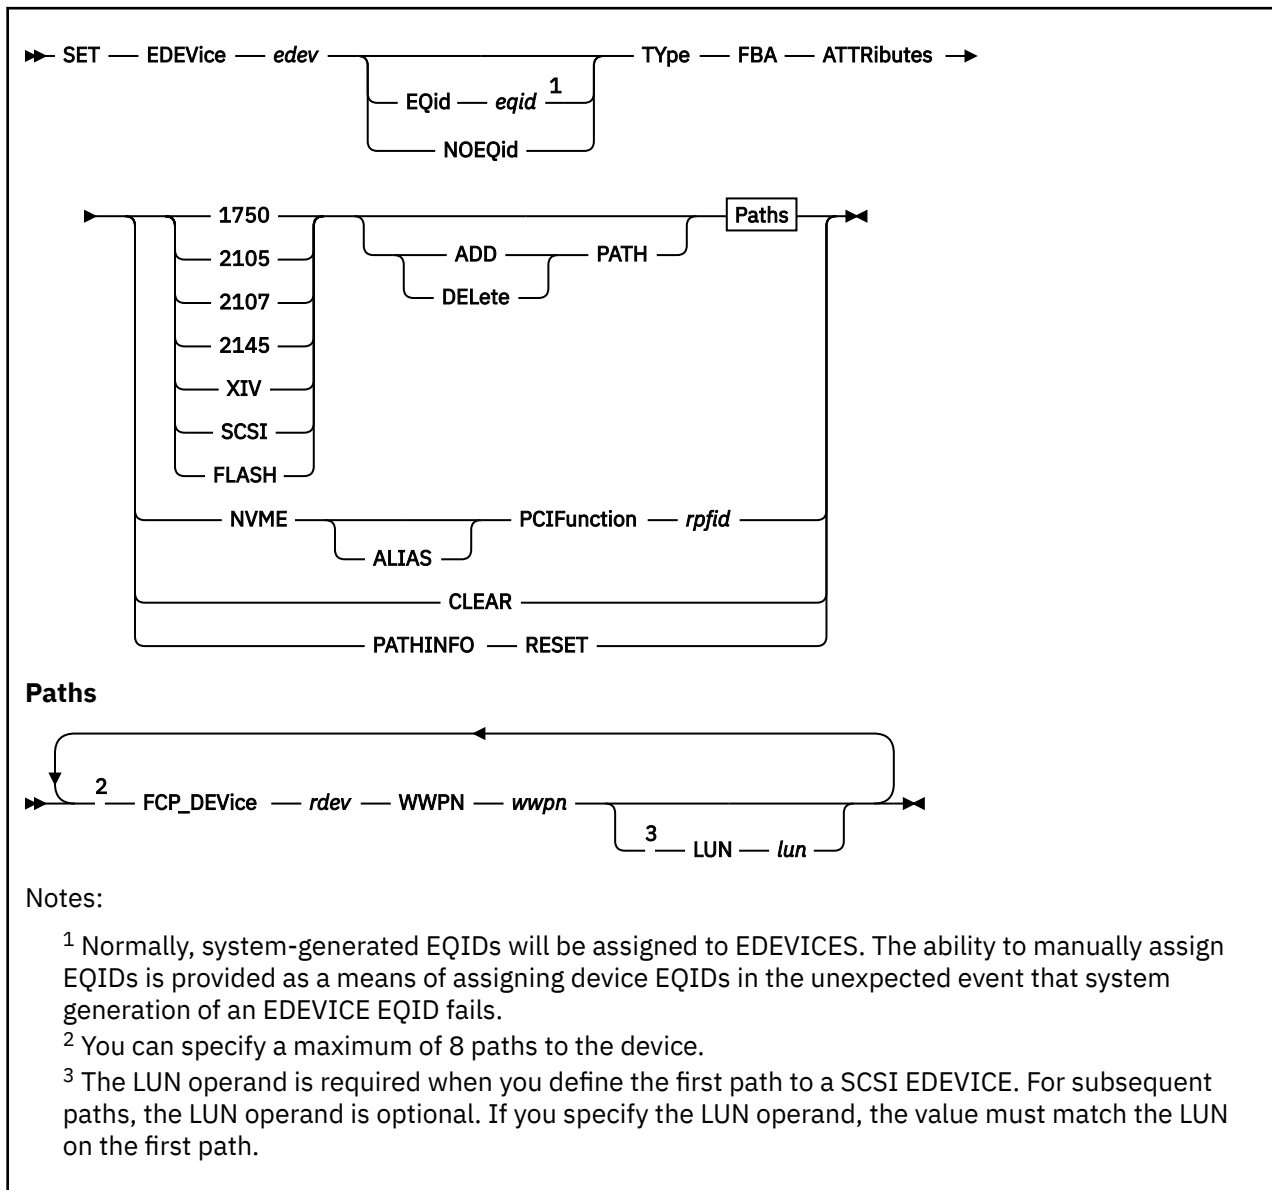 SET EDEVice edev TYpe FBA ATTRibutes
EQid eqid 1
NOEQid
1750 Paths
2105 ADD PATH
2107 DELete
2145
XIV
SCSI
FLASH
NVME PCIFunction rpfid
ALIAS
CLEAR
PATHINFO RESET
Paths
2 FCP_DEVice rdev WWPN wwpn
3 LUN lun
Notes:
1 Normally, system-generated EQIDs will be assigned to EDEVICES. The ability to manually assign
EQIDs is provided as a means of assigning device EQIDs in the unexpected event that system
generation of an EDEVICE EQID fails.
2 You can specify a maximum of 8 paths to the device.
3 The LUN operand is required when you define the first path to a SCSI EDEVICE. For subsequent
paths, the LUN operand is optional. If you specify the LUN operand, the value must match the LUN
on the first path.